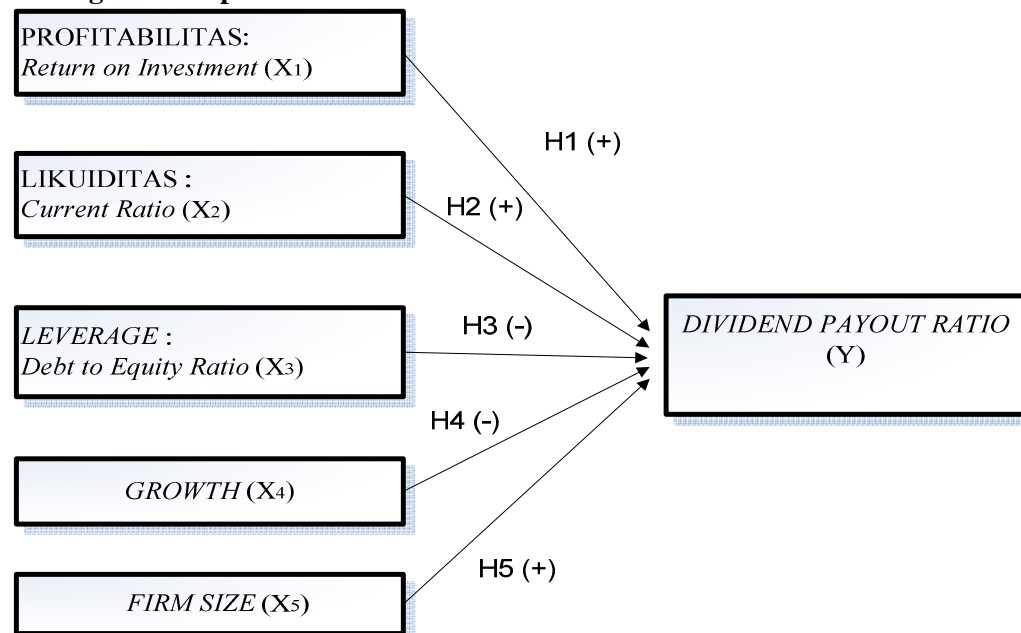 PROFITABILITAS:
Return on Investment (X1)
H1 (+)
LIKUIDITAS :
Current Ratio (X2)
H2 (+)
LEVERAGE :
Debt to Equity Ratio (X3)
H3 (-)
DIVIDEND PAYOUT RATIO
(Y)
H4 (-)
GROWTH (X4)
H5 (+)
FIRM SIZE (X5)